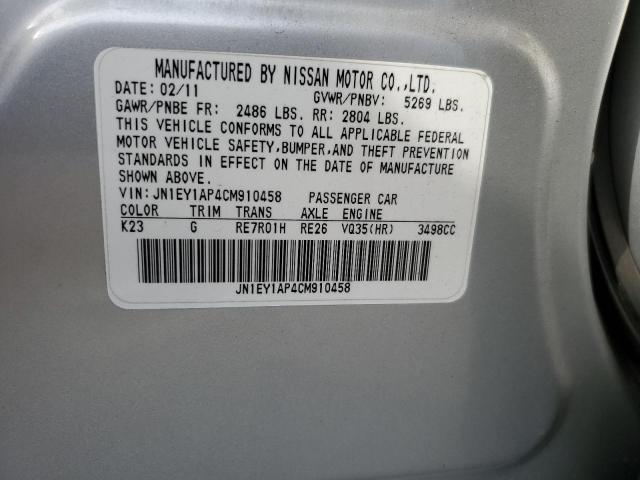 MANUFACTURED BY NISSAN MOTOR CO.,LTD.
DATE: 02/11 GVWR/PNBV: 5269 LBS.
GAWR/PNBE FR: 2486 LBS. RR: 2804 LBS.
THIS VEHICLE CONFORMS TO ALL APPLICABLE FEDERAL
MOTOR VEHICLE SAFETY,BUMPER,AND THEFT PREVENTION
STANDARDS IN EFFECT ON THE DATE OF MANUFACTURE
SHOWN ABOVE.
VIN:JN1EY1AP4CM910458 PASSENGER CAR
COLOR TRIM TRANS AXLE ENGINE
K23 G RE7R01H RE26 VQ35(HR) 3498CC
JN1EY1AP4CM910458